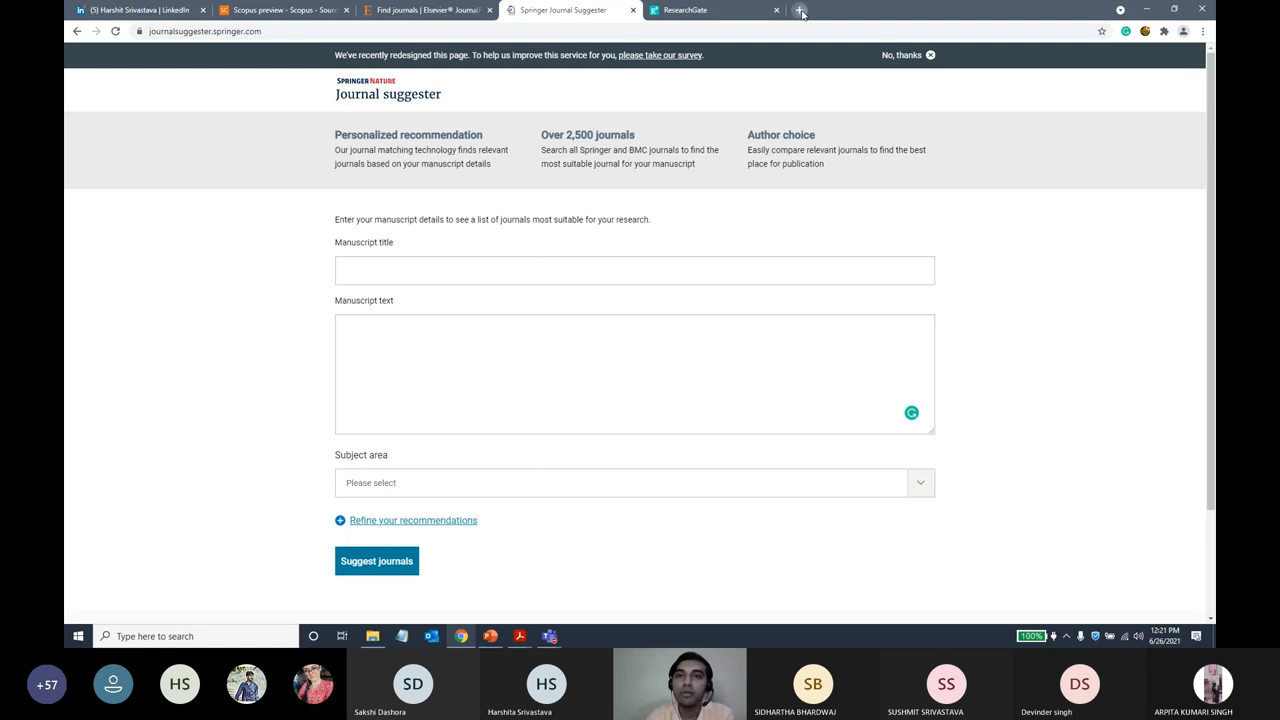 (5) Harshit Srivastava | LinkedIn
Scopus preview - Scopus - Sour
Find journals | Elsevier® Journal
Springer Journal Suggester
ResearchGate
journalsuggester.springer.com
We've recently redesigned this page. To help us improve this service for you, please take our survey.
No, thanks
SPRINGER NATURE
Journal suggester
Personalized recommendation
Our journal matching technology finds relevant
journals based on your manuscript details
Over 2,500 journals
Search all Springer and BMC journals to find the
most suitable journal for your manuscript
Author choice
Easily compare relevant journals to find the best
place for publication
Enter your manuscript details to see a list of journals most suitable for your research.
Manuscript title
Manuscript text
Subject area
Please select
Refine your recommendations
Suggest journals
Type here to search
100%
12:21 PM
6/26/2021
+57
HS
SD
Sakshi Dashora
HS
Harshita Srivastava
SB
SIDHARTHA BHARDWAJ
SS
SUSHMIT SRIVASTAVA
DS
Devinder singh
ARPITA KUMARI SINGH